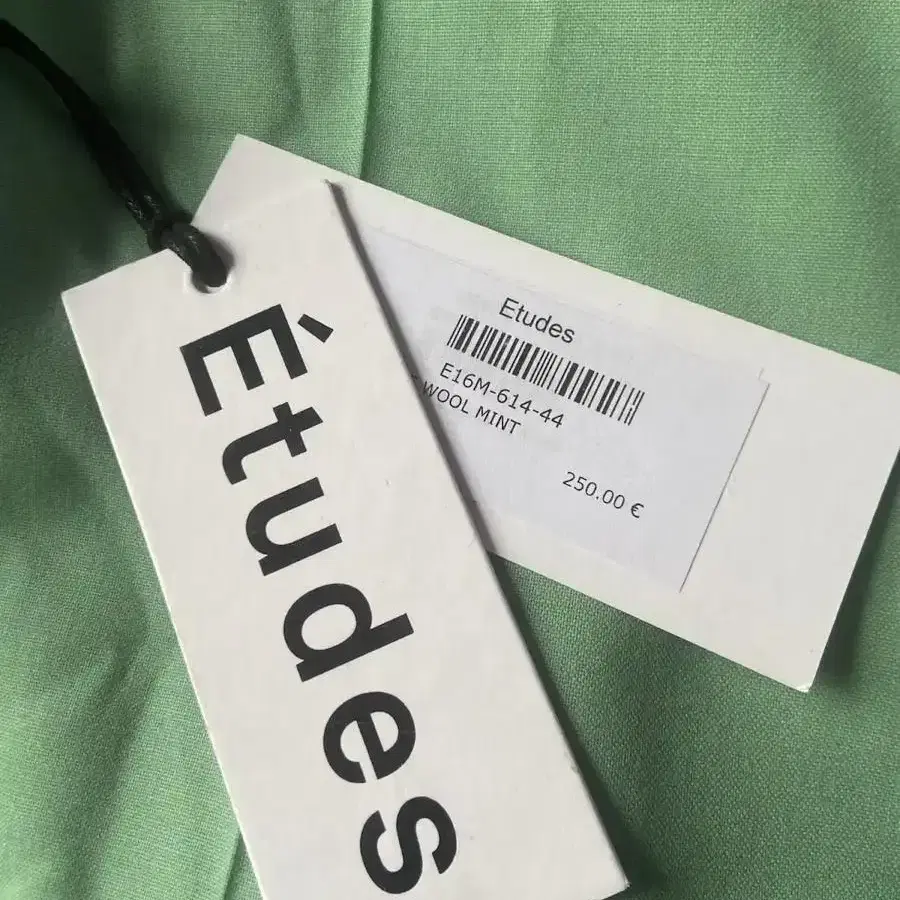 Études
Etudes
E16M-614-44
WOOL MINT
250.00 €